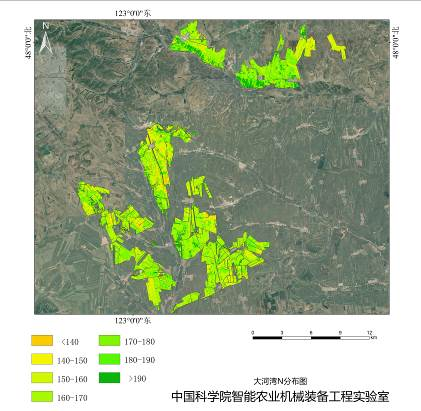 123°0'0"东
48°0'0"北
48°0'0"北
N
123°0'0"东
<140
140-150
150-160
160-170
170-180
180-190
>190
0 3 6 9 12
km
大河湾N分布图
中国科学院智能农业机械装备工程实验室